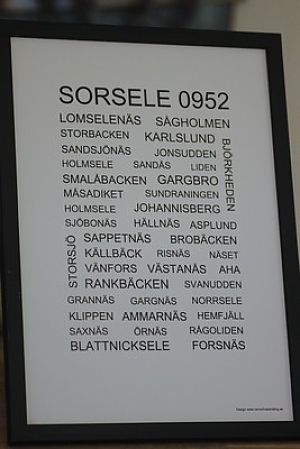 SORSELE 0952
LOMSELENÄS SÅGHOLMEN
STORBACKEN KARLSLUND
SANDSJÖNÄS JONSUDDEN
BJÖRKHEDEN
HOLMSELE SANDÅS LIDEN
SMALÅBACKEN GARGBRO
MÅSADIKET SUNDRANINGEN
HOLMSELE JOHANNISBERG
SJÖBONÄS HÄLLNÄS ASPLUND
STORSJÖ
SAPPETNÄS BROBÄCKEN
KÄLLBÄCK RISNÄS NÄSET
VÄNFORS VÄSTANÄS AHA
RANKBÄCKEN SVANUDDEN
GRANNÄS GARGNÄS NORRSELE
KLIPPEN AMMARNÄS HEMFJÄLL
SAXNÄS ÖRNÄS RÅGOLIDEN
BLATTNICKSELE FORSNÄS